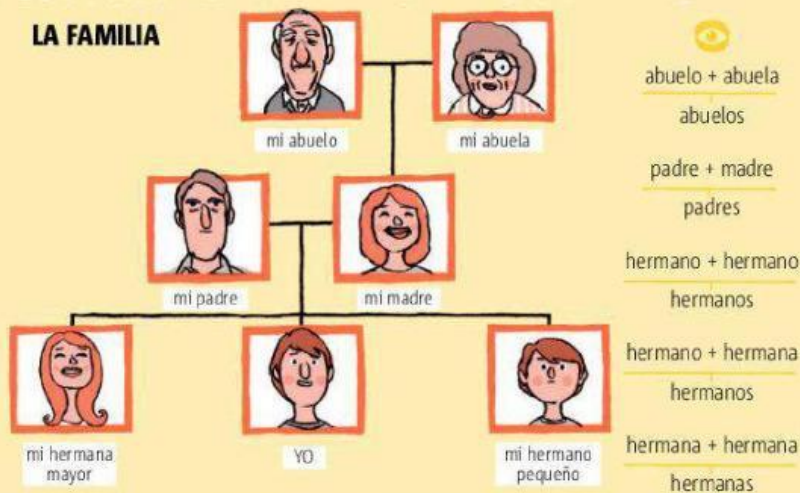 LA FAMILIA
mi abuelo
mi abuela
mi padre
mi madre
mi hermana
mayor
YO
mi hermano
pequeño
abuelo + abuela
abuelos
padre + madre
padres
hermano + hermano
hermanos
hermano + hermana
hermanos
hermana + hermana
hermanas